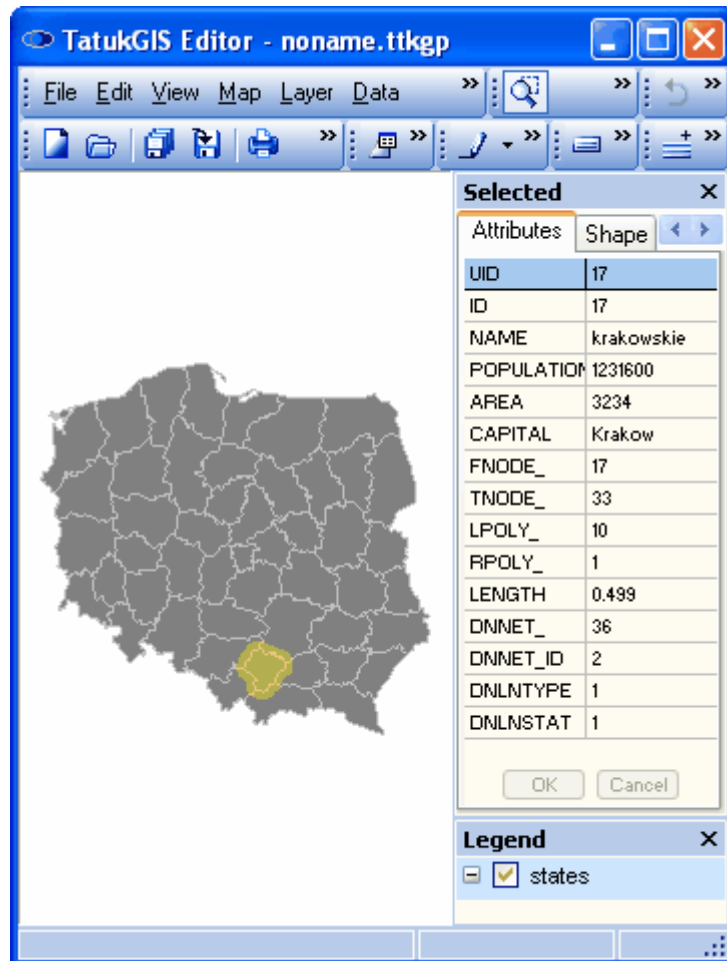 TatukGIS Editor - noname.ttkgp
File Edit View Map Layer Data
Selected
Attributes Shape
UID 17
ID 17
NAME krakowskie
POPULATION 1231600
AREA 3234
CAPITAL Krakow
FNODE_ 17
TNODE_ 33
LPOLY_ 10
RPOLY_ 1
LENGTH 0.499
DNNET_ 36
DNNET_ID 2
DNLNTYPE 1
DNLNSTAT 1
OK Cancel
Legend
states